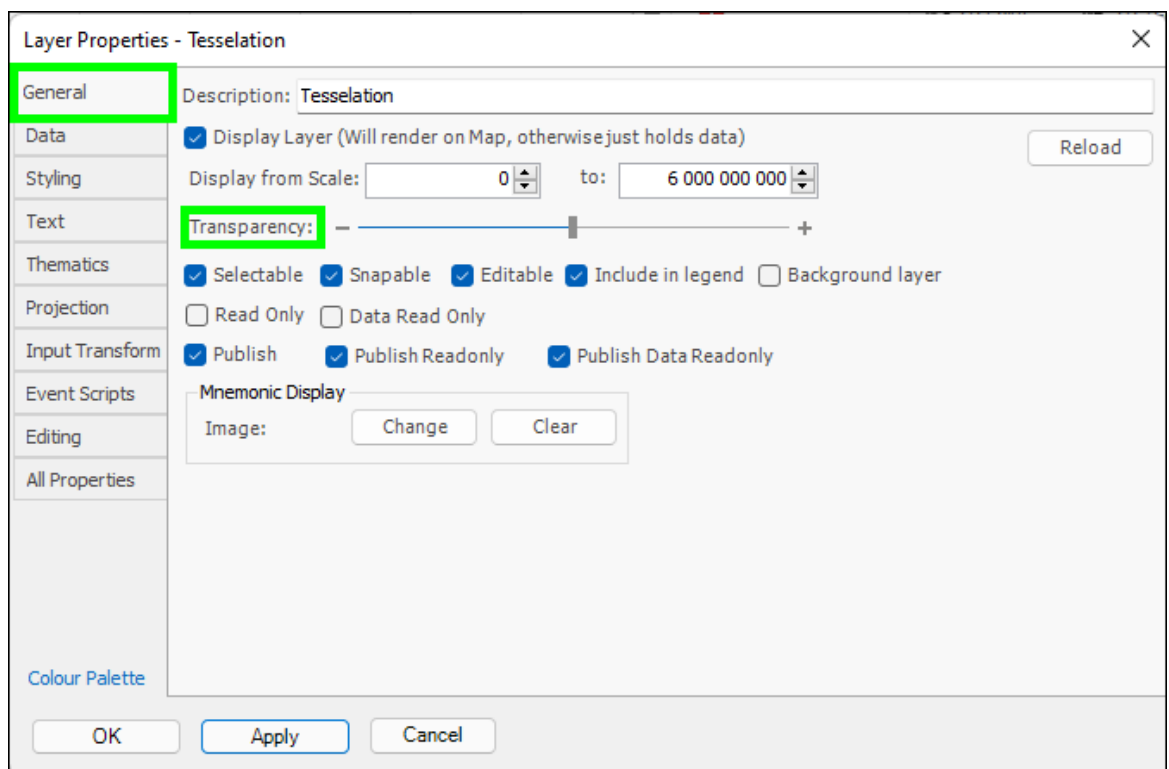 Layer Properties - Tesselation
General
Description: Tesselation
Data
Display Layer (Will render on Map, otherwise just holds data)
Reload
Styling
Display from Scale: 0 to: 6 000 000 000
Text
Transparency: − +
Thematics
Selectable Snapable Editable Include in legend Background layer
Projection
Read Only Data Read Only
Input Transform
Publish Publish Readonly Publish Data Readonly
Event Scripts
Mnemonic Display
Image: Change Clear
Editing
All Properties
Colour Palette
OK Apply Cancel